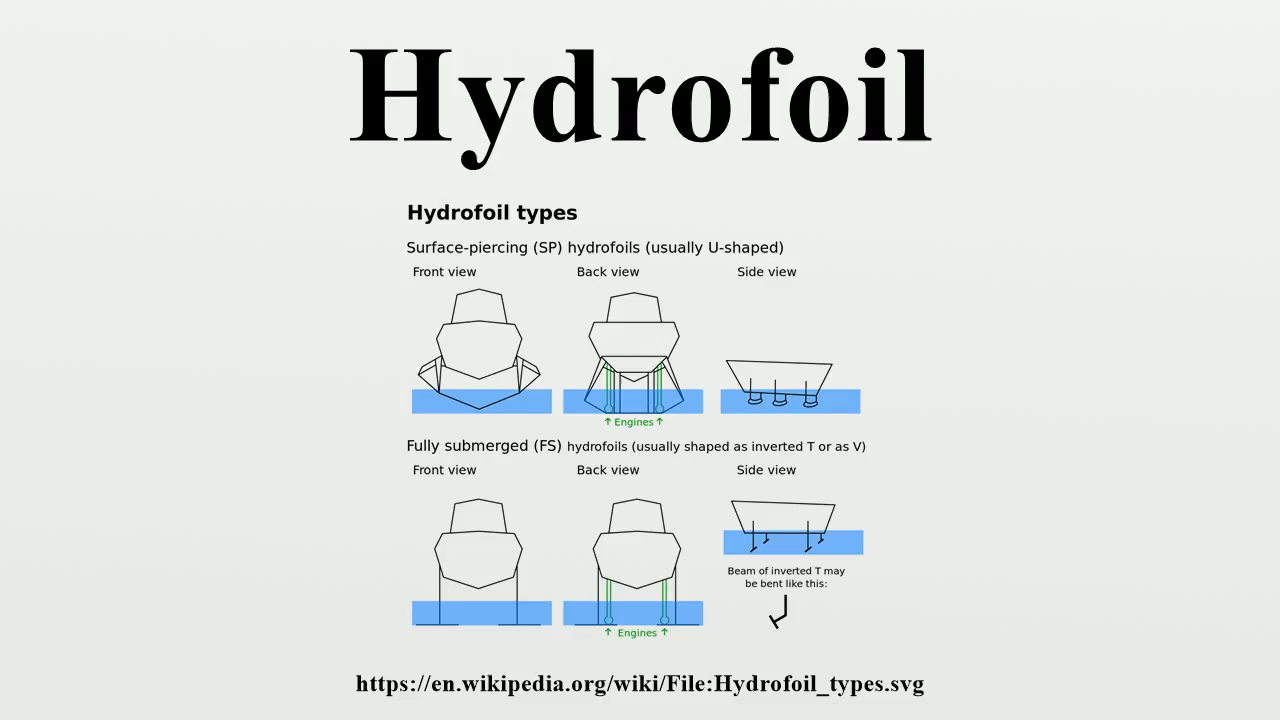 Hydrofoil
Hydrofoil types
Surface-piercing (SP) hydrofoils (usually U-shaped)
Front view Back view Side view
↑ Engines ↑
Fully submerged (FS) hydrofoils (usually shaped as inverted T or as V)
Front view Back view Side view
Beam of inverted T may
be bent like this:
↑ Engines ↑
https://en.wikipedia.org/wiki/File:Hydrofoil_types.svg